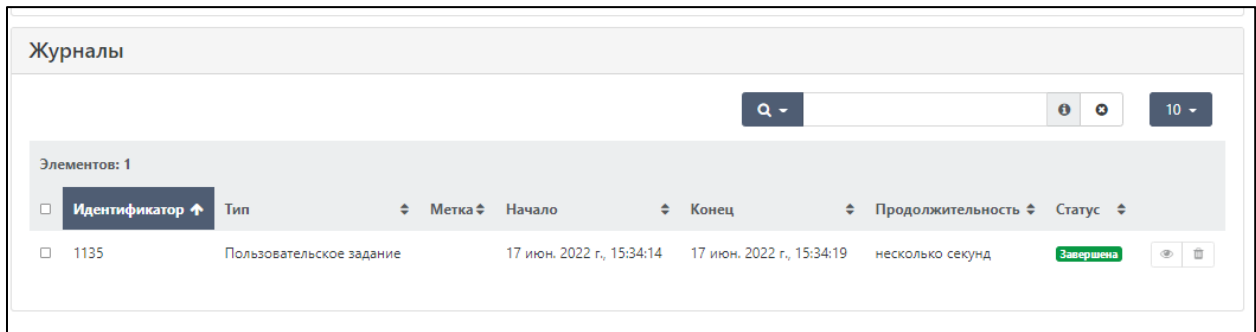 Журналы
10
Элементов: 1
Идентификатор Тип Метка Начало Конец Продолжительность Статус
1135 Пользовательское задание 17 июн. 2022 г., 15:34:14 17 июн. 2022 г., 15:34:19 несколько секунд Завершена